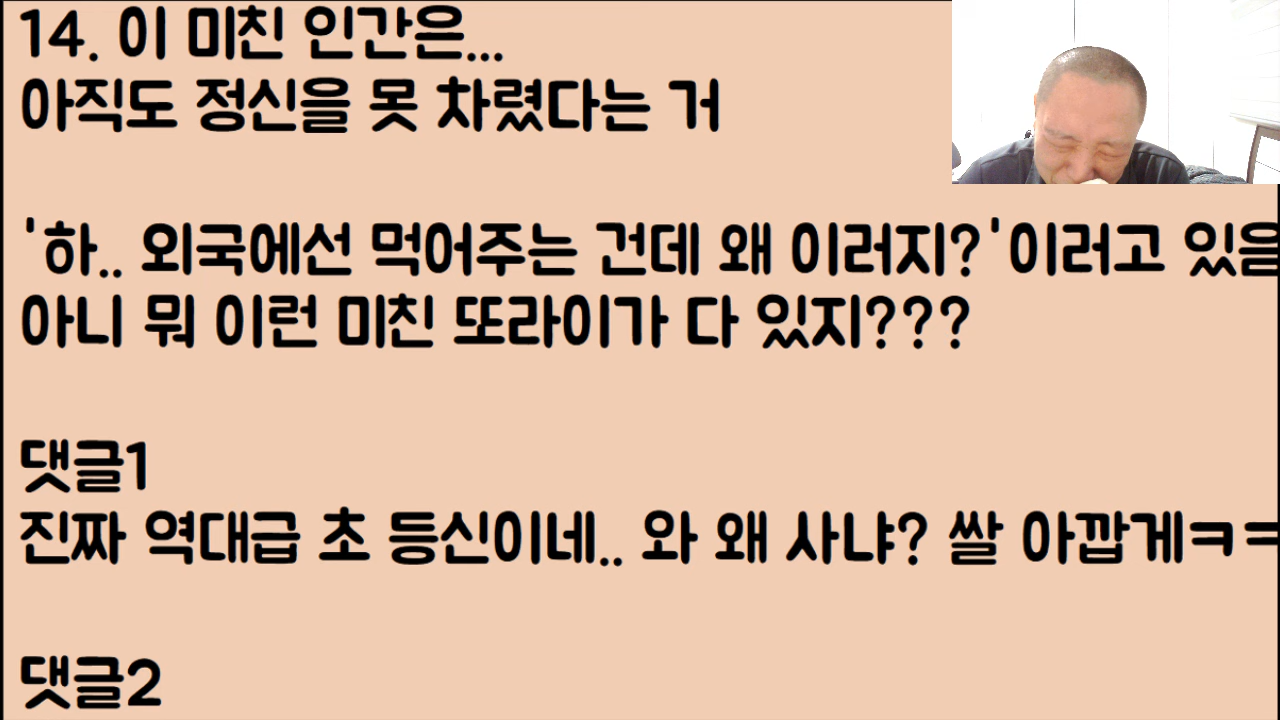 14. 이 미친 인간은...
아직도 정신을 못 차렸다는 거
'하.. 외국에선 먹어주는 건데 왜 이러지?'이러고 있음
아니 뭐 이런 미친 또라이가 다 있지???
댓글1
진짜 역대급 초 등신이네.. 와 왜 사냐? 쌀 아깝게ㅋㅋ
댓글2